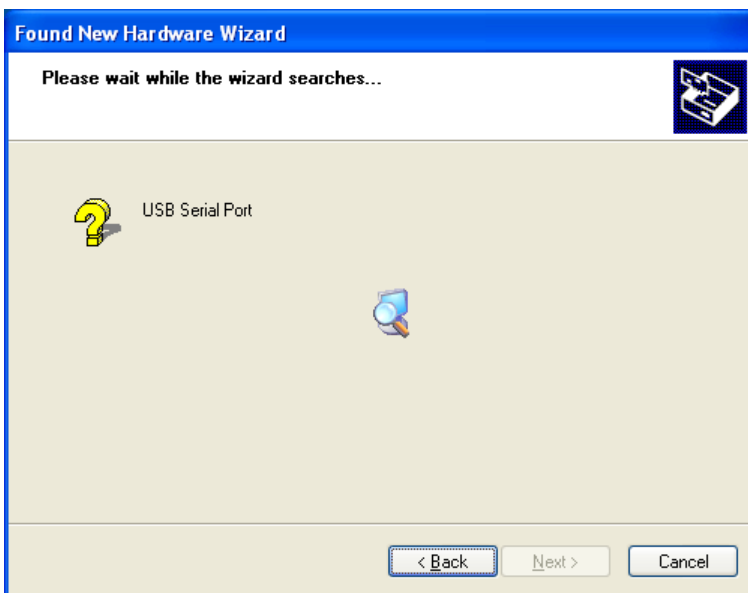 Found New Hardware Wizard
Please wait while the wizard searches...
USB Serial Port
< Back
Next >
Cancel